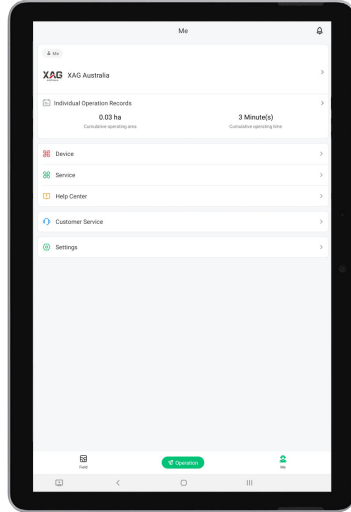 Me
Me
XAG XAG Australia
Individual Operation Records
0.03 ha 3 Minute(s)
Cumulative operating area Cumulative operating time
Device
Service
Help Center
Customer Service
Settings
Field Operation Me